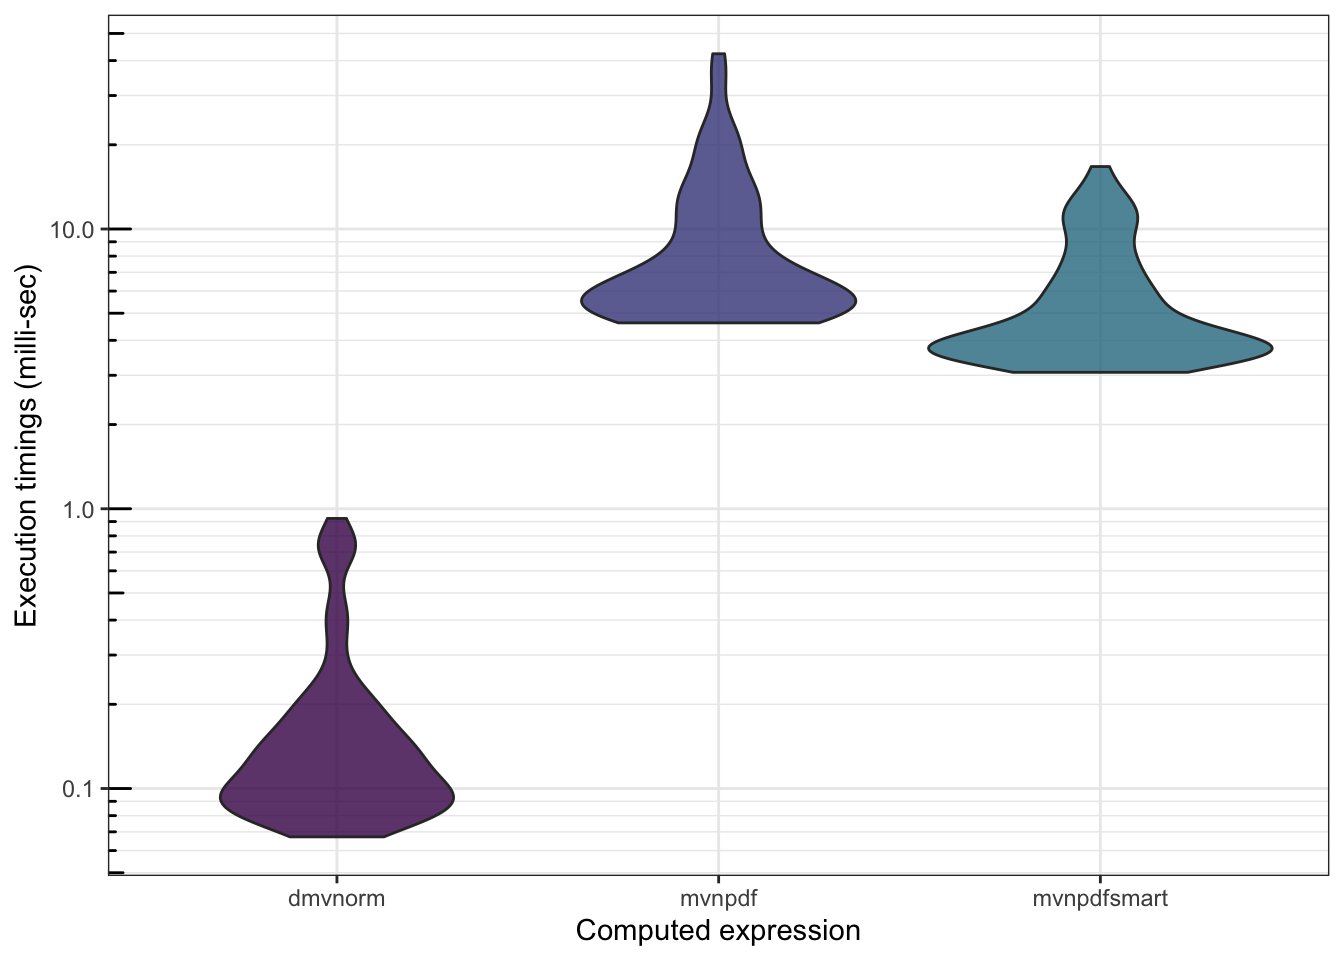 Execution timings (milli-sec)
10.0
1.0
0.1
dmvnorm
mvnpdf
mvnpdfsmart
Computed expression